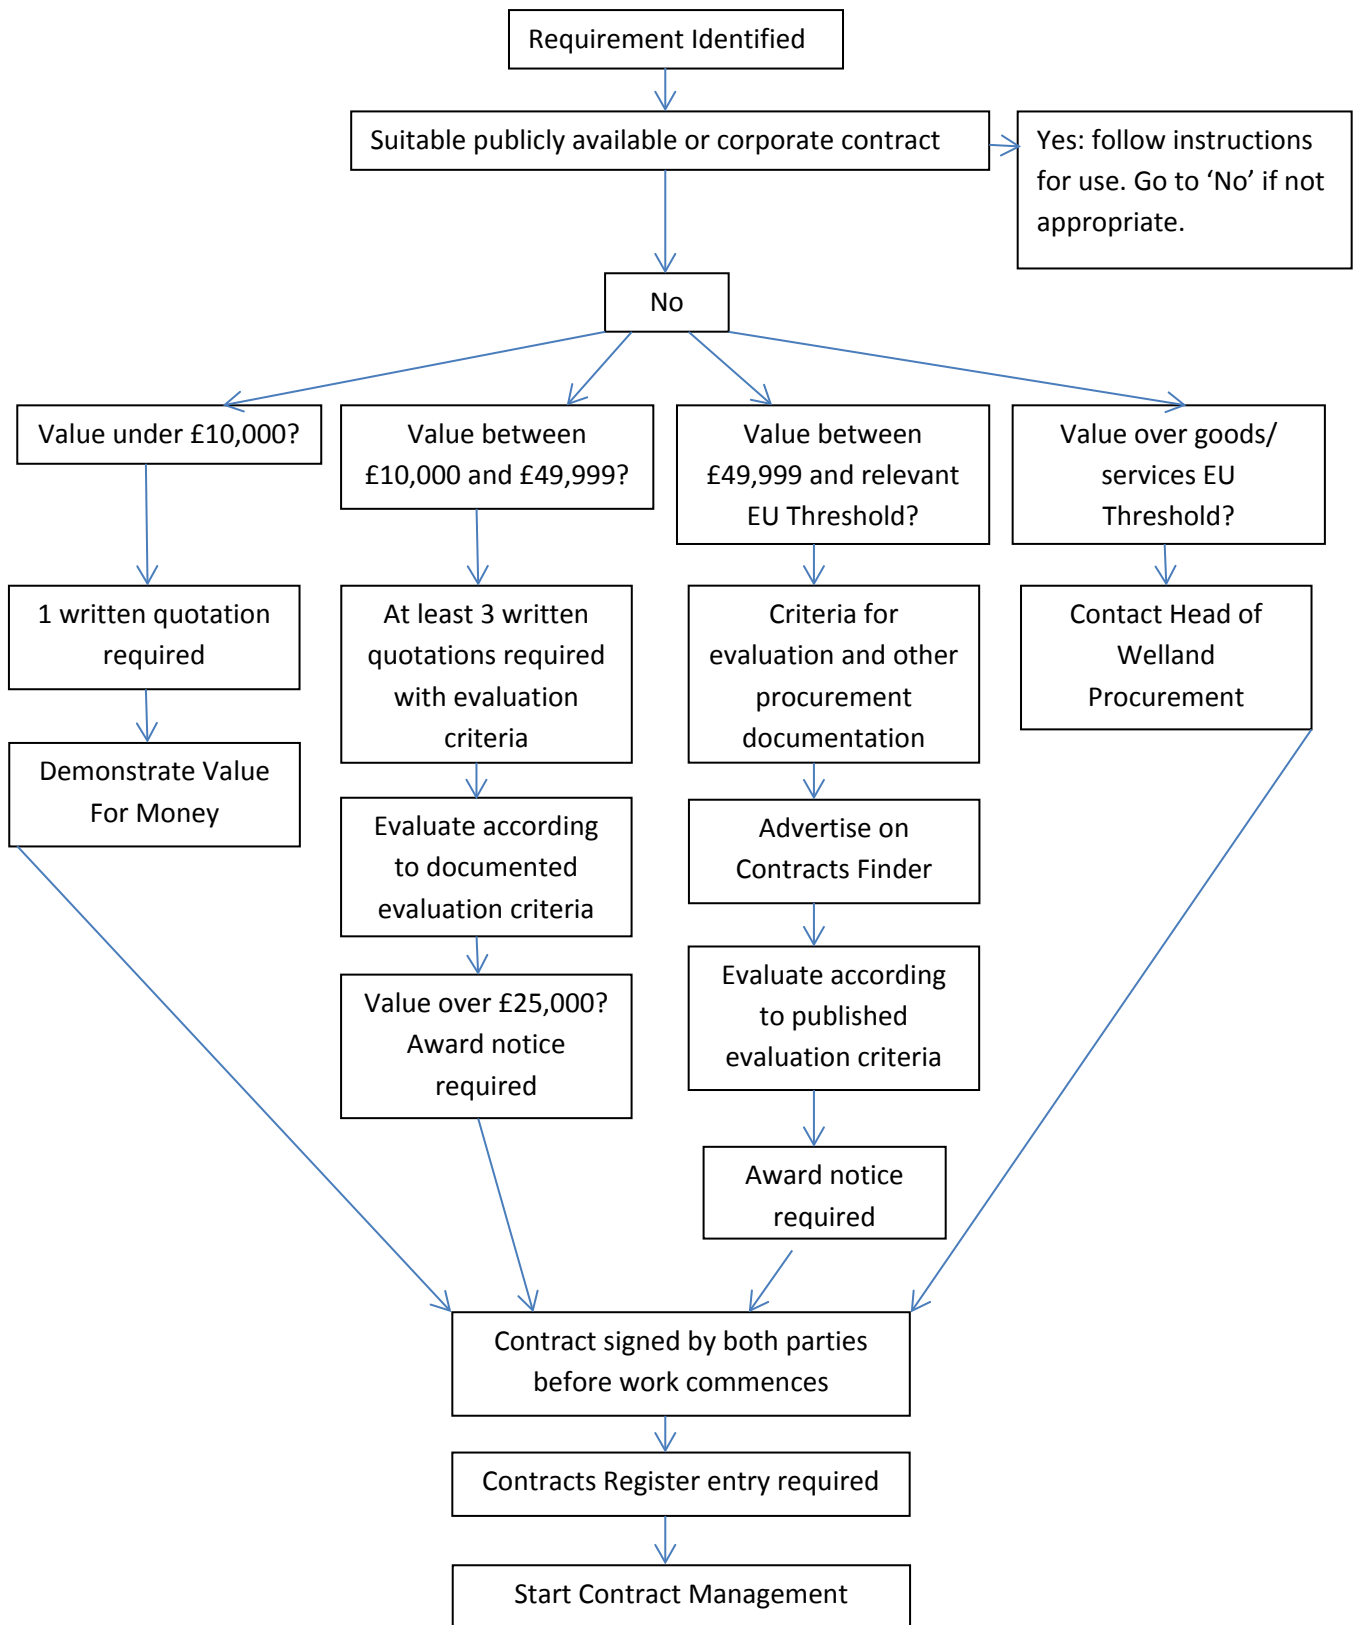 Requirement Identified
Suitable publicly available or corporate contract
Yes: follow instructions
for use. Go to ‘No’ if not
appropriate.
No
Value under £10,000?
Value between
£10,000 and £49,999?
Value between
£49,999 and relevant
EU Threshold?
Value over goods/
services EU
Threshold?
1 written quotation
required
At least 3 written
quotations required
with evaluation
criteria
Criteria for
evaluation and other
procurement
documentation
Contact Head of
Welland
Procurement
Demonstrate Value
For Money
Evaluate according
to documented
evaluation criteria
Advertise on
Contracts Finder
Value over £25,000?
Award notice
required
Evaluate according
to published
evaluation criteria
Award notice
required
Contract signed by both parties
before work commences
Contracts Register entry required
Start Contract Management